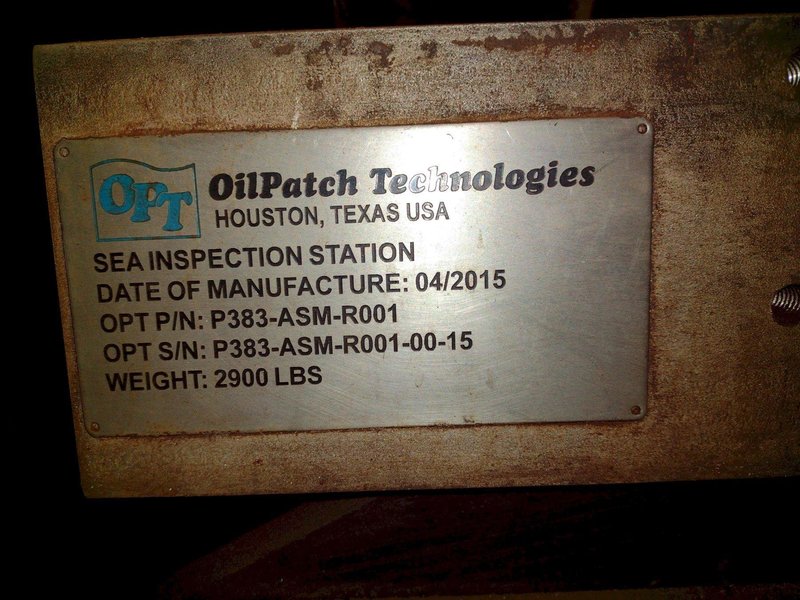 OPT
OilPatch Technologies
HOUSTON, TEXAS USA
SEA INSPECTION STATION
DATE OF MANUFACTURE: 04/2015
OPT P/N: P383-ASM-R001
OPT S/N: P383-ASM-R001-00-15
WEIGHT: 2900 LBS